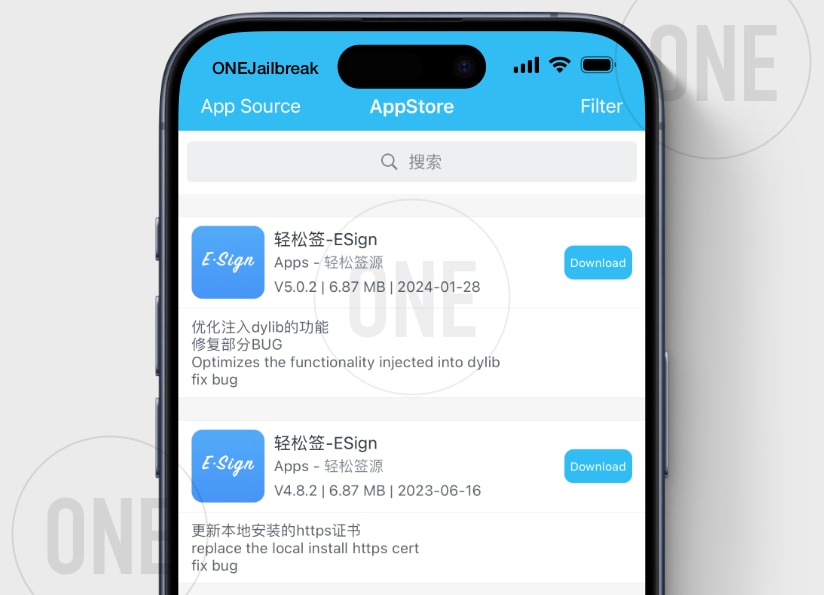 ONEJailbreak
App Source
AppStore
Filter
搜索
E·Sign
轻松签-ESign
Apps - 轻松签源
V5.0.2 | 6.87 MB | 2024-01-28
Download
优化注入dylib的功能
修复部分BUG
Optimizes the functionality injected into dylib
fix bug
E·Sign
轻松签-ESign
Apps - 轻松签源
V4.8.2 | 6.87 MB | 2023-06-16
Download
更新本地安装的https证书
replace the local install https cert
fix bug
ONE
ONE
ONE